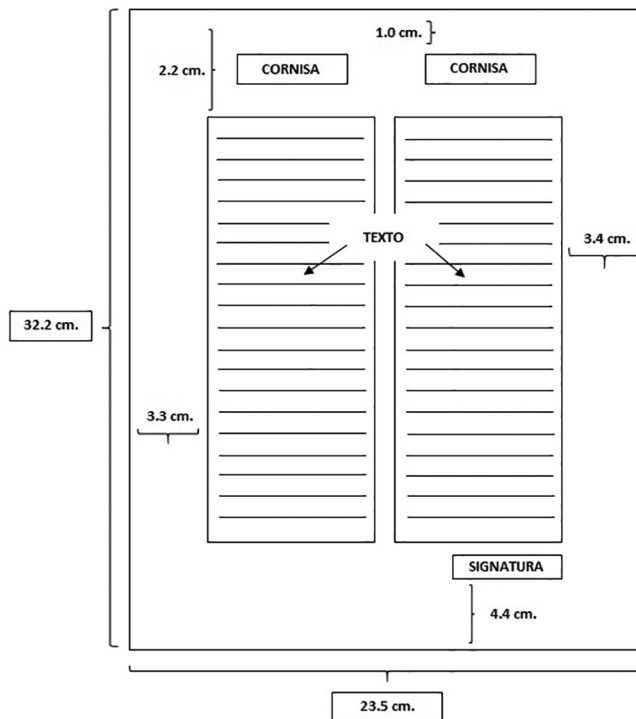 1.0 cm.
2.2 cm.
CORNISA
CORNISA
TEXTO
3.4 cm.
32.2 cm.
3.3 cm.
SIGNATURA
4.4 cm.
23.5 cm.